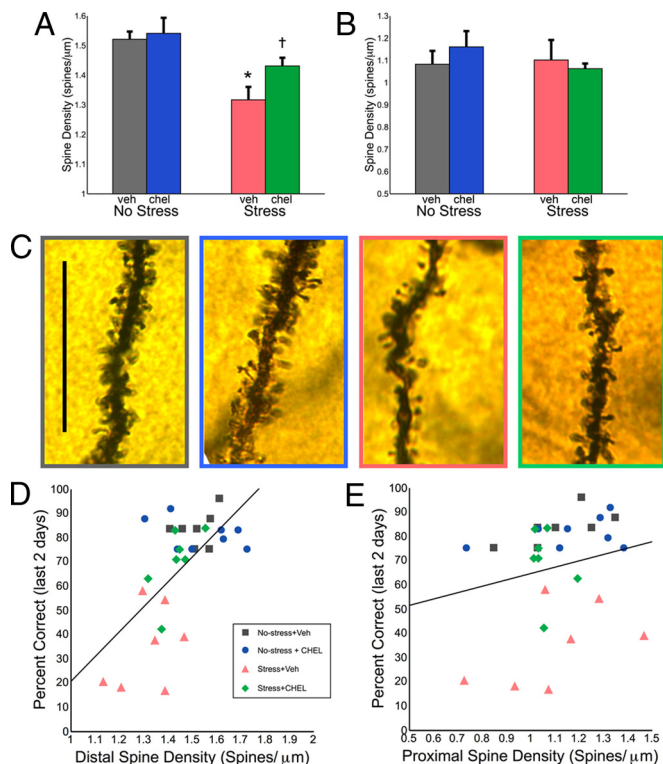 A
Spine Density (spines/µm)
1.6
1.5
1.4
1.3
1.2
1.1
1
veh chel veh chel
No Stress Stress
*
†
B
Spine Density (spines/µm)
1.3
1.2
1.1
1
0.9
0.8
0.7
0.6
0.5
veh chel veh chel
No Stress Stress
C
D
Percent Correct (last 2 days)
100
90
80
70
60
50
40
30
20
10
0
1 1.1 1.2 1.3 1.4 1.5 1.6 1.7 1.8 1.9 2
Distal Spine Density (Spines/ µm)
No-stress+Veh
No-stress + CHEL
Stress+Veh
Stress+CHEL
E
Percent Correct (last 2 days)
100
90
80
70
60
50
40
30
20
10
0
0.5 0.6 0.7 0.8 0.9 1 1.1 1.2 1.3 1.4 1.5
Proximal Spine Density (Spines/ µm)